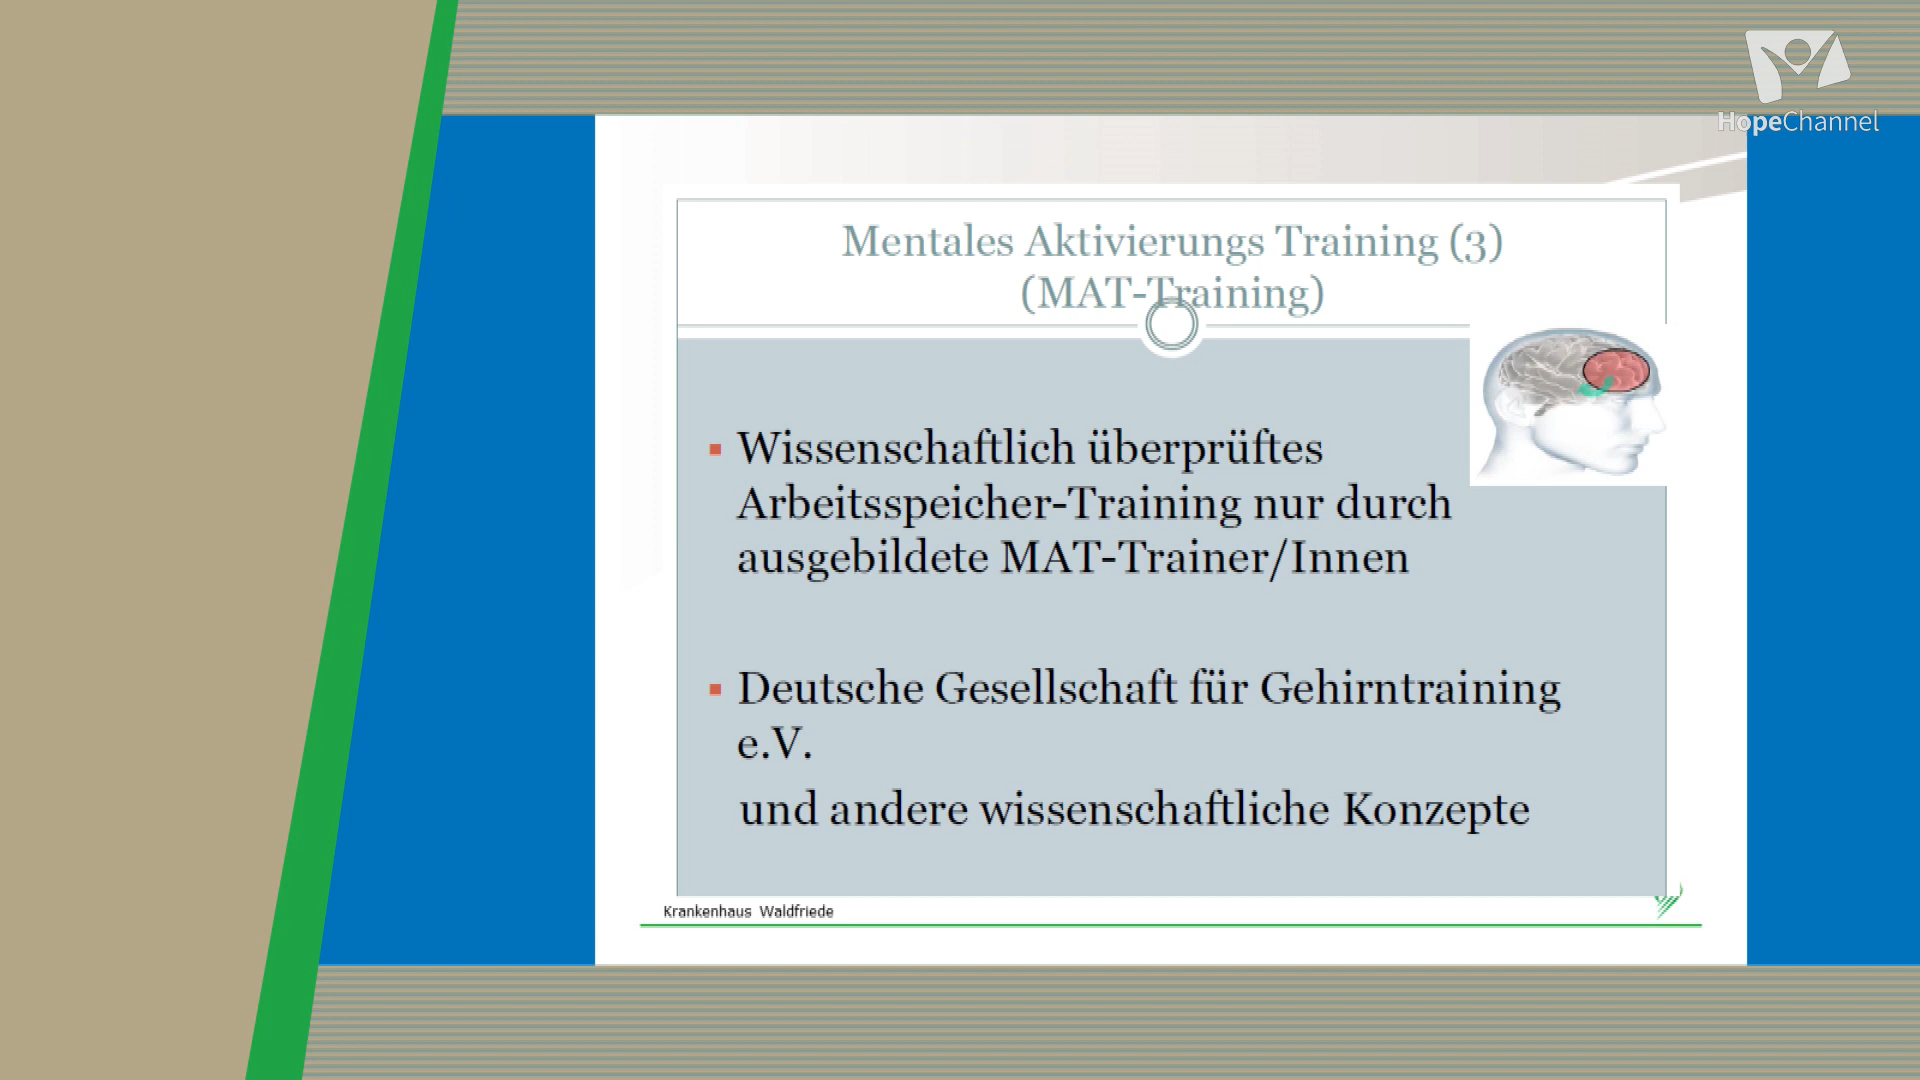 HopeChannel
Mentales Aktivierungs Training (3)
(MAT-Training)
Wissenschaftlich überprüftes
Arbeitsspeicher-Training nur durch
ausgebildete MAT-Trainer/Innen
Deutsche Gesellschaft für Gehirntraining
e.V.
und andere wissenschaftliche Konzepte
Krankenhaus Waldfriede